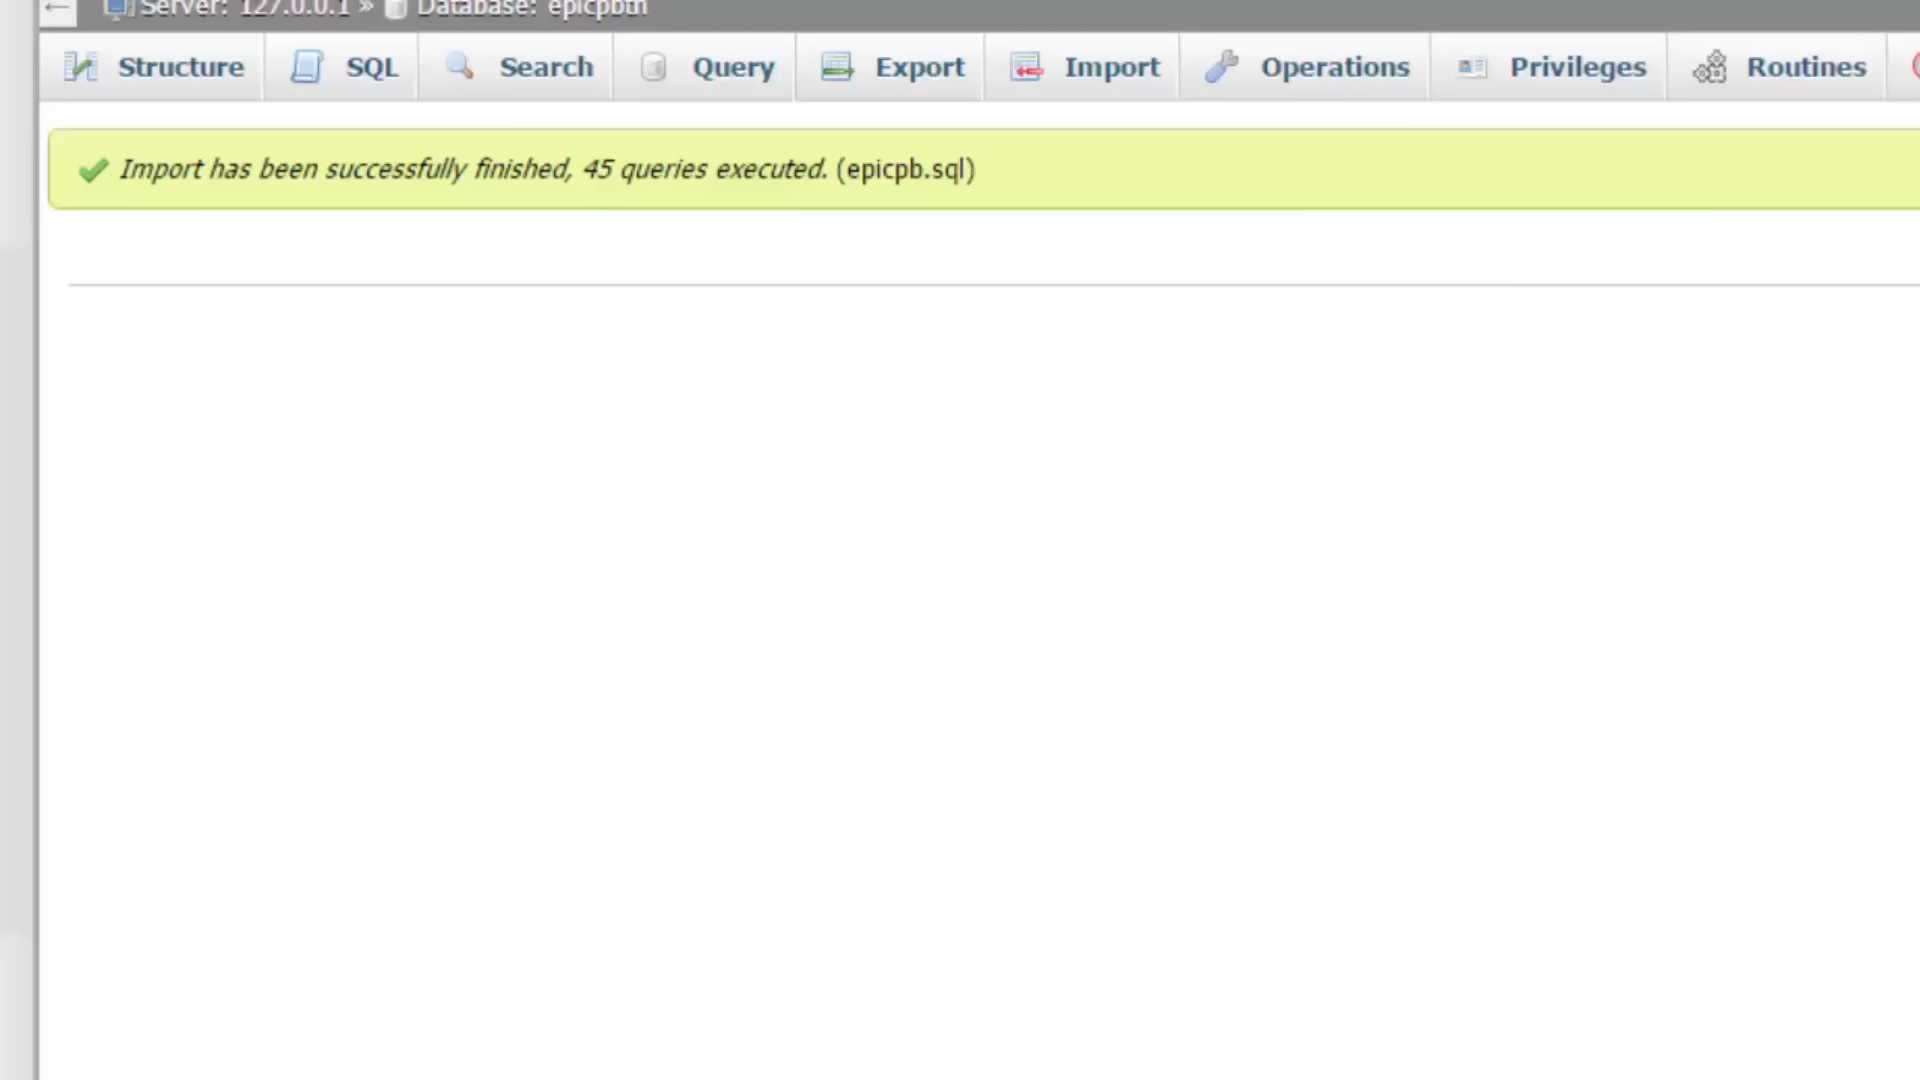 Server: 127.0.0.1 » Database: epicpbth
Structure SQL Search Query Export Import Operations Privileges Routines
Import has been successfully finished, 45 queries executed. (epicpb.sql)